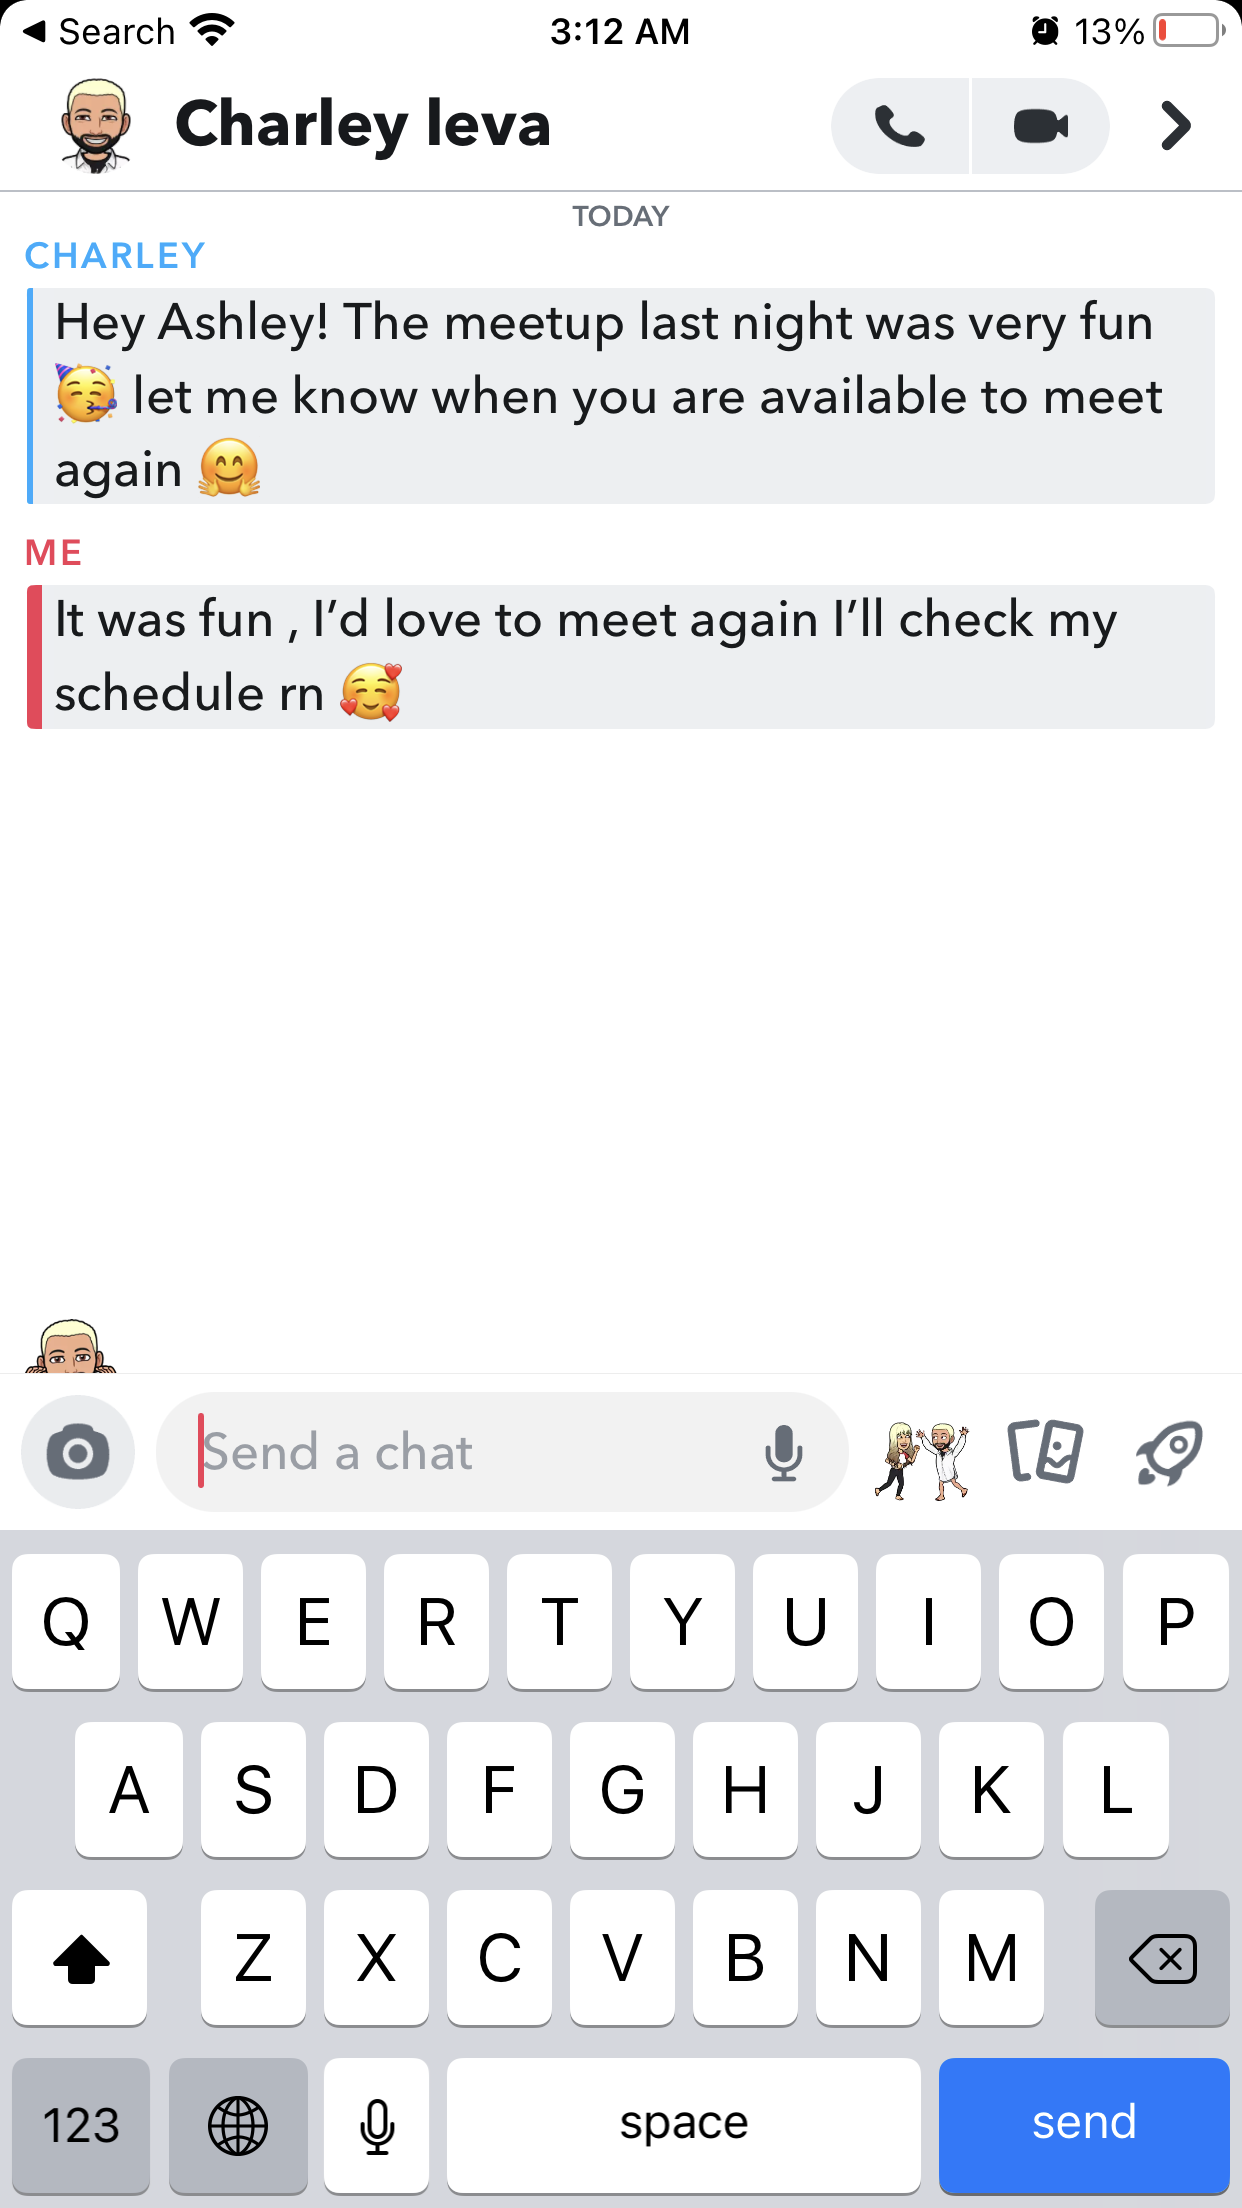 Search
3:12 AM
13%
Charley leva
TODAY
CHARLEY
Hey Ashley! The meetup last night was very fun
🥳 let me know when you are available to meet
again 🤗
ME
It was fun , I’d love to meet again I’ll check my
schedule rn 🥰
Send a chat
Q W E R T Y U I O P
A S D F G H J K L
Z X C V B N M
123 space send